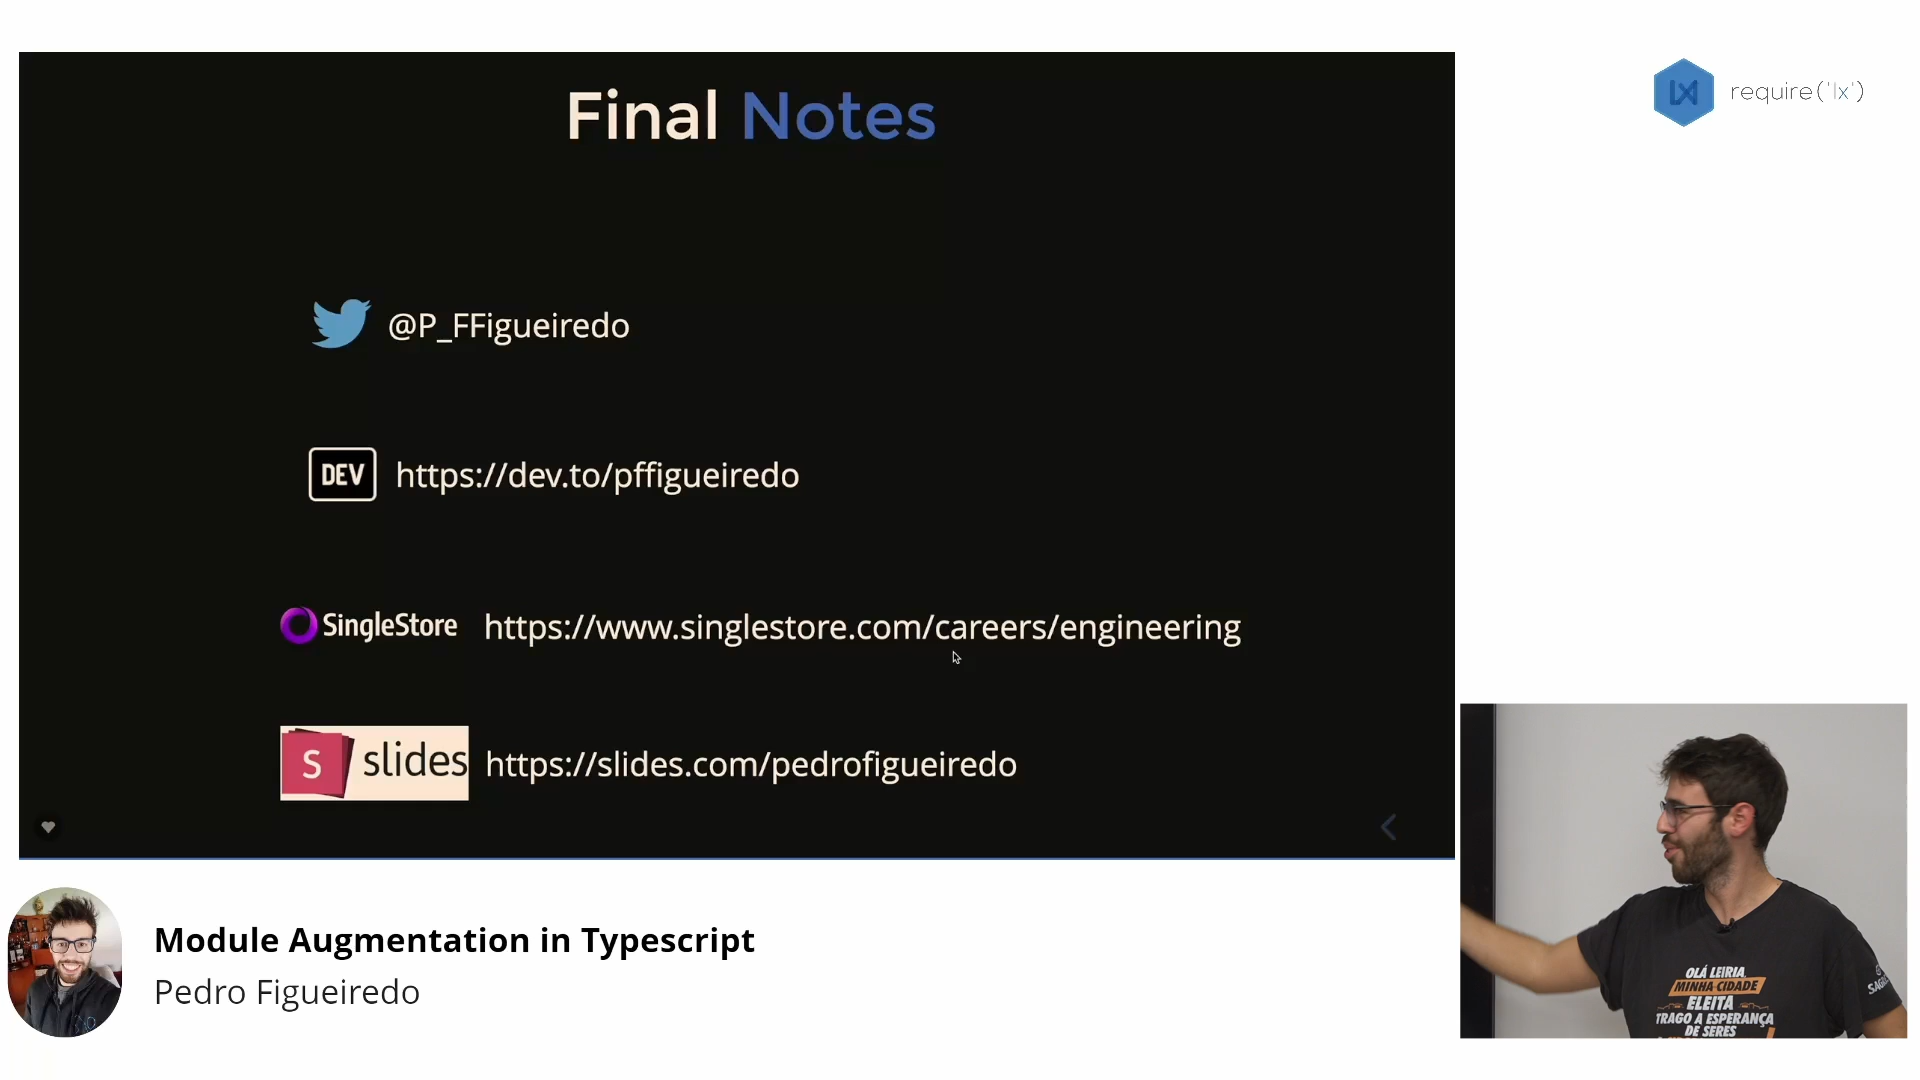 Final Notes
require('lx')
@P_FFigueiredo
DEV https://dev.to/pffigueiredo
SingleStore https://www.singlestore.com/careers/engineering
S slides https://slides.com/pedrofigueiredo
Module Augmentation in Typescript
Pedro Figueiredo
OLÁ LEIRIA,
MINHA CIDADE
ELEITA
TRAGO A ESPERANÇA
DE SERES